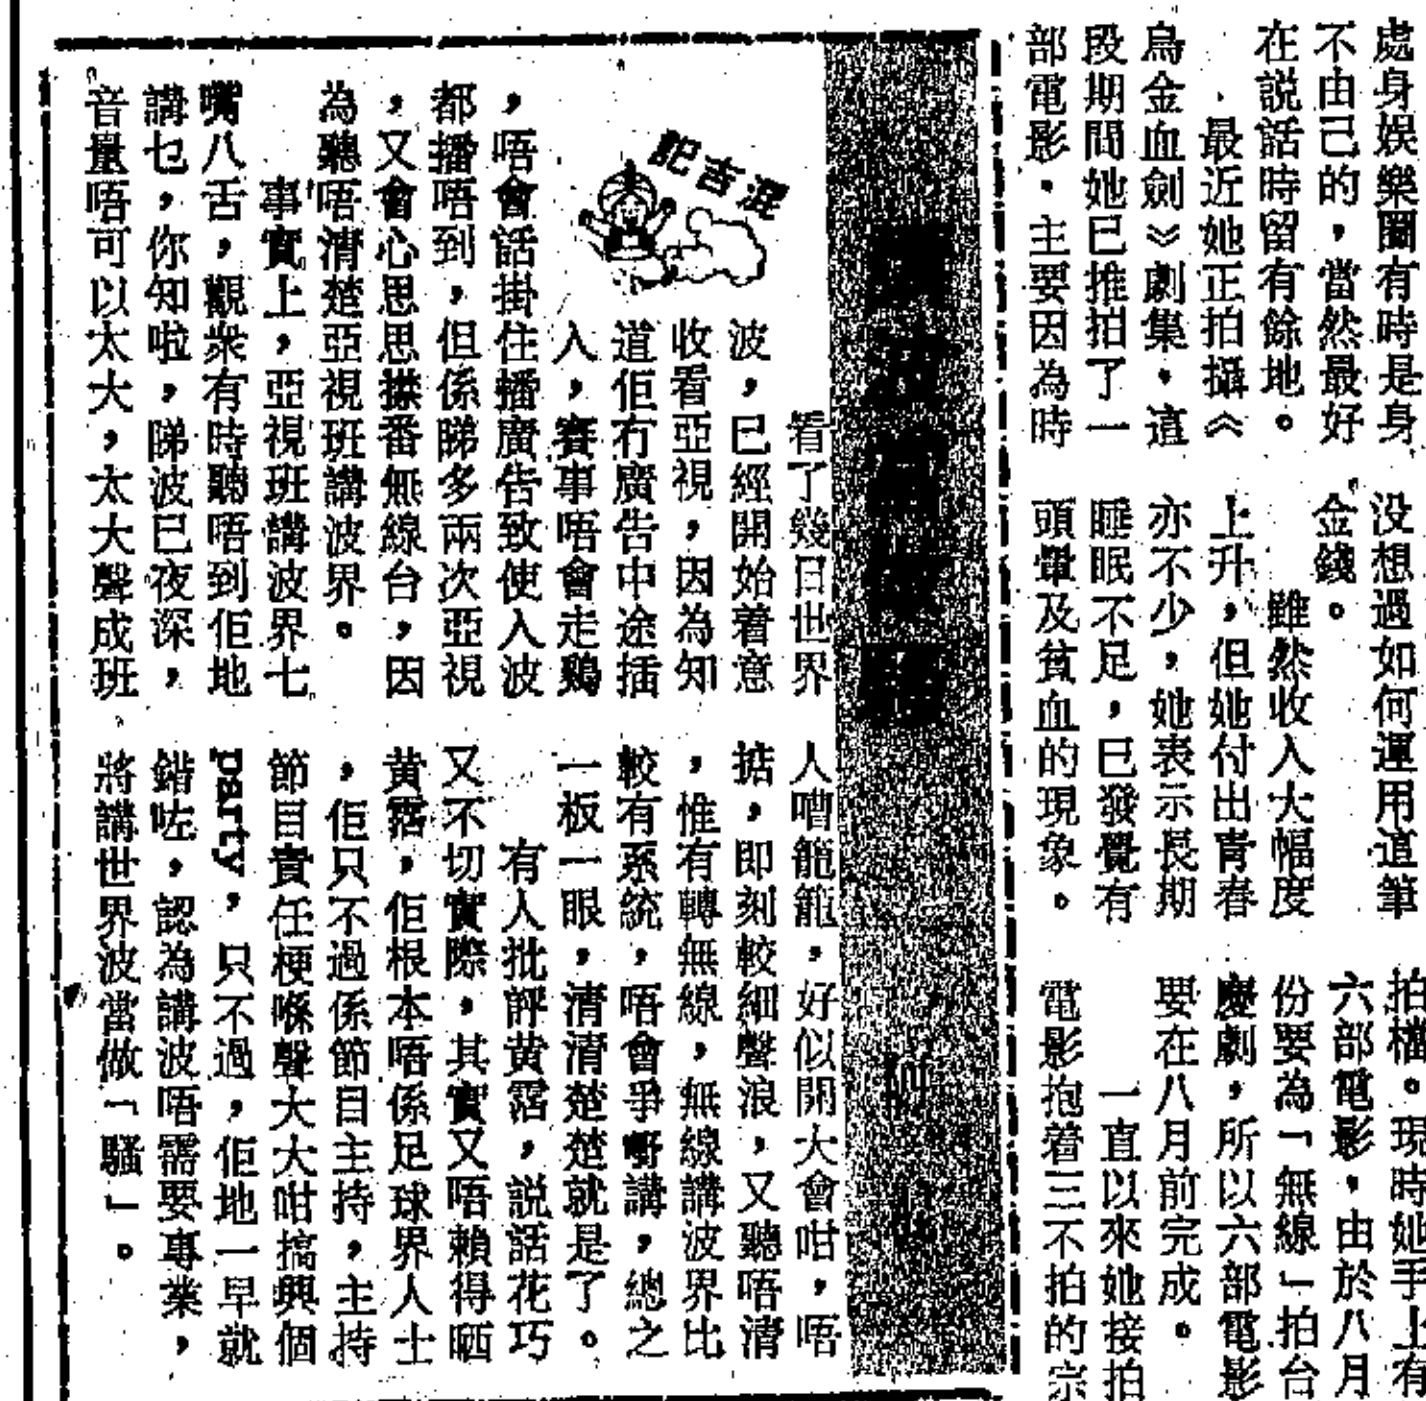 處身娛樂圈有時是身
不由己的，當然最好
在説話時留有餘地。
最近她正拍攝《
烏金血劍》劇集，這
段期間她已推拍了一
部電影，主要因為時
没想過如何運用這筆
金錢。
雖然收入大幅度
上升，但她付出青春
亦不少，她表示長期
睡眠不足，已發覺有
頭暈及貧血的現象。
拍檔。現時她手上有
六部電影，由於八月
份要為「無線」拍台
慶劇，所以六部電影
要在八月前完成。
一直以來她接拍
電影抱着三不拍的宗
混吉記
看了幾日世界
波，已經開始着意
收看亞視，因為知
道佢冇廣告中途插
入，賽事唔會走鷄
，唔會話掛住播廣告致使入波
都播唔到，但係睇多兩次亞視
，又會心思思㩒番無線台，因
為聽唔清楚亞視班講波界。
事實上，亞視班講波界七
嘴八舌，觀衆有時聽唔到佢地
講乜，你知啦，睇波已夜深，
音量唔可以太大，太大聲成班
人嘈籠籠，好似開大會咁，唔
掂，即刻較細聲浪，又聽唔清
，惟有轉無線，無線講波界比
較有系統，唔會爭嘢講，總之
一板一眼，清清楚楚就是了。
有人批評黃霑，説話花巧
又不切實際，其實又唔賴得晒
黃霑，佢根本唔係足球界人士
，佢只不過係節目主持，主持
節目責任梗喺聲大大咁搞興個
party，只不過，佢地一早就
錯咗，認為講波唔需要專業，
將講世界波當做「騷」。